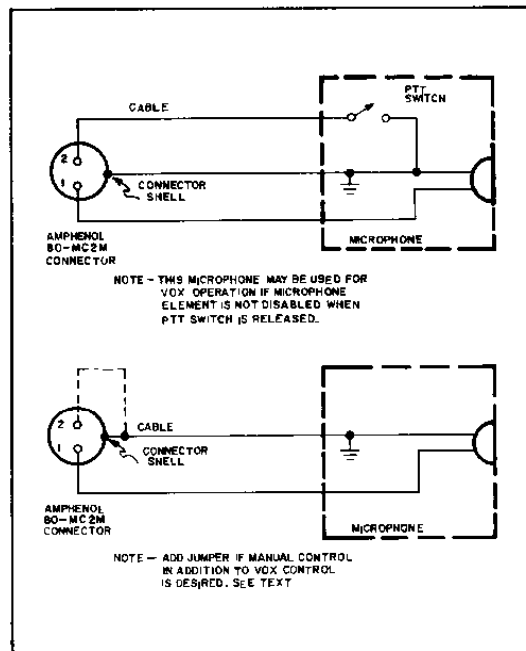 PTT
SWITCH
CABLE
2
1
CONNECTOR
SHELL
AMPHENOL
80-MC2M
CONNECTOR
MICROPHONE
NOTE - THIS MICROPHONE MAY BE USED FOR
VOX OPERATION IF MICROPHONE
ELEMENT IS NOT DISABLED WHEN
PTT SWITCH IS RELEASED.
2
CABLE
1
CONNECTOR
SHELL
AMPHENOL
80-MC2M
CONNECTOR
MICROPHONE
NOTE - ADD JUMPER IF MANUAL CONTROL
IN ADDITION TO VOX CONTROL
IS DESIRED. SEE TEXT